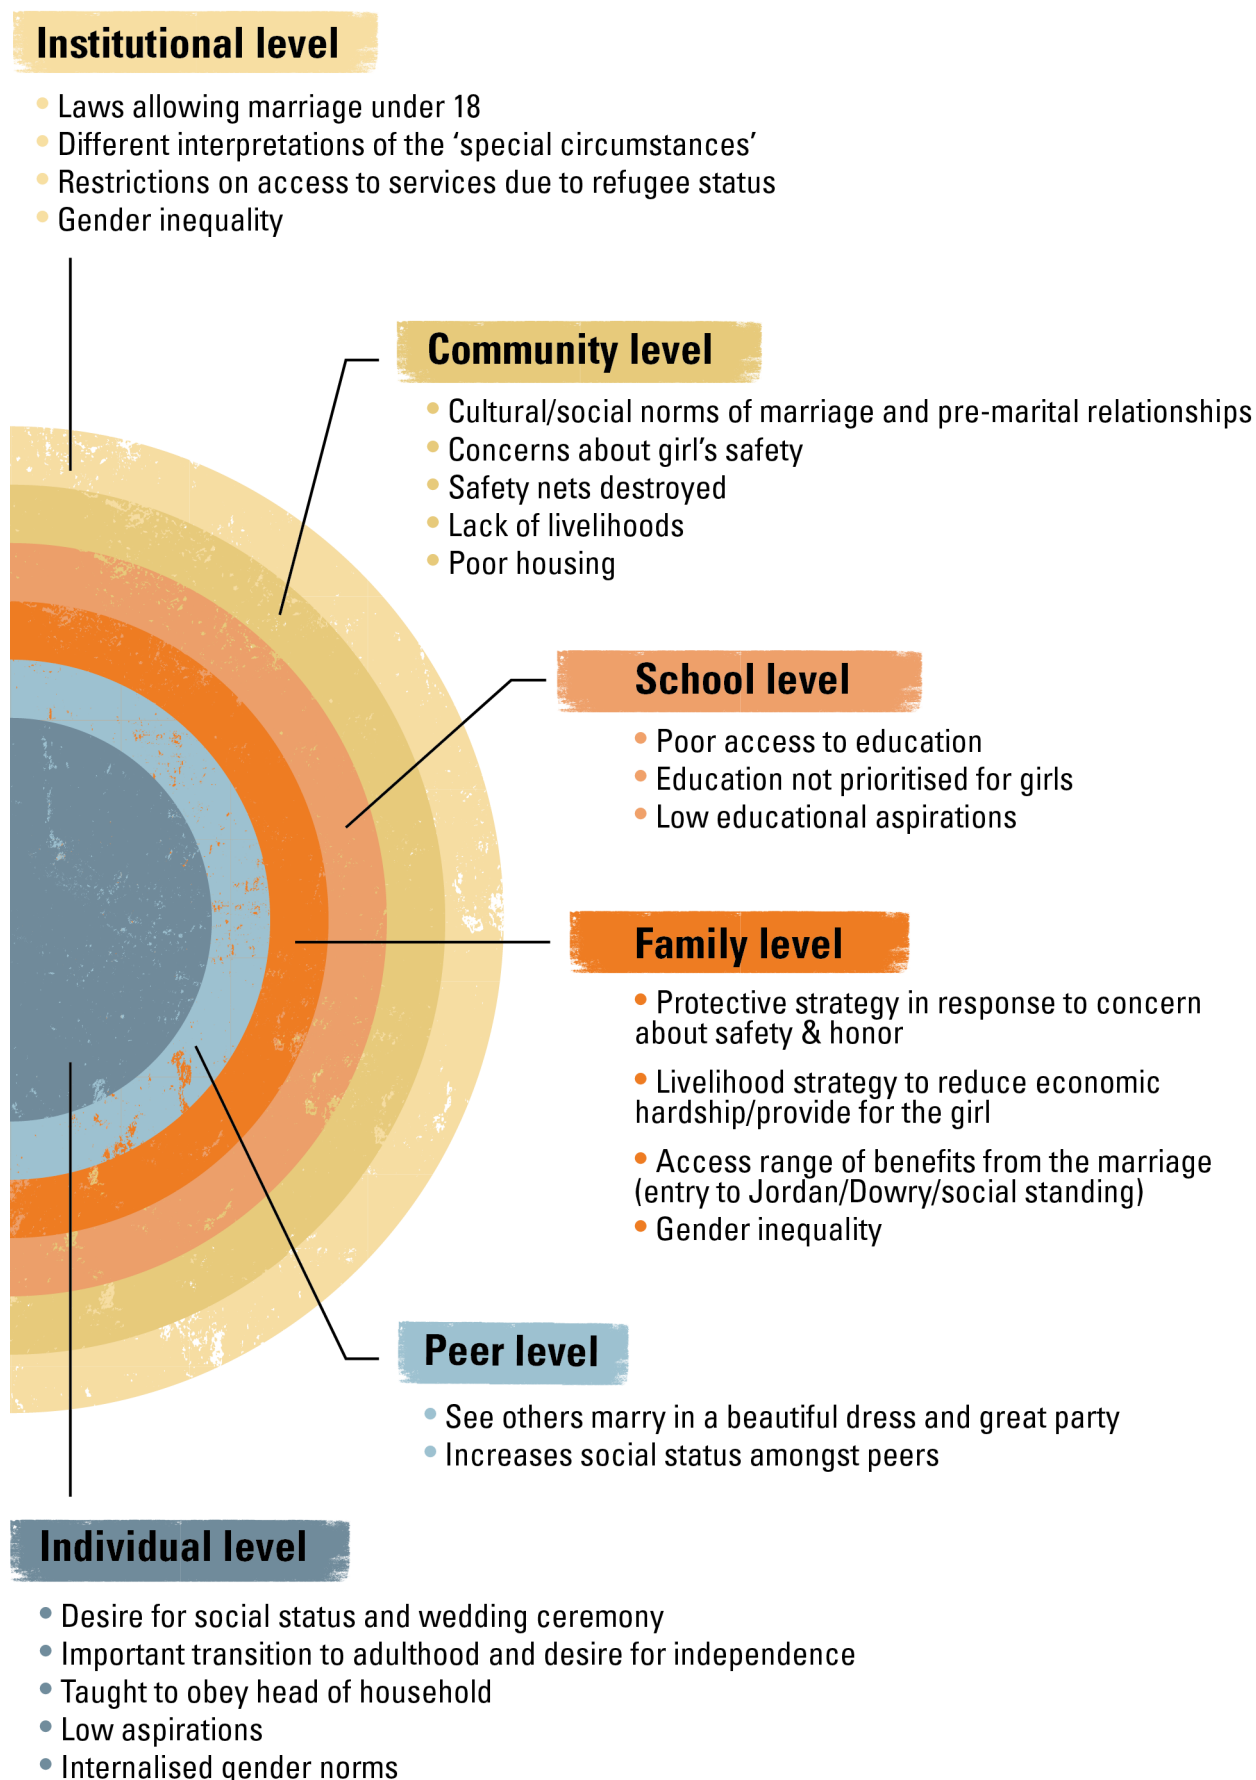 Institutional level
• Laws allowing marriage under 18
• Different interpretations of the ‘special circumstances’
• Restrictions on access to services due to refugee status
• Gender inequality
Community level
• Cultural/social norms of marriage and pre-marital relationships
• Concerns about girl’s safety
• Safety nets destroyed
• Lack of livelihoods
• Poor housing
School level
• Poor access to education
• Education not prioritised for girls
• Low educational aspirations
Family level
• Protective strategy in response to concern
about safety & honor
• Livelihood strategy to reduce economic
hardship/provide for the girl
• Access range of benefits from the marriage
(entry to Jordan/Dowry/social standing)
• Gender inequality
Peer level
• See others marry in a beautiful dress and great party
• Increases social status amongst peers
Individual level
• Desire for social status and wedding ceremony
• Important transition to adulthood and desire for independence
• Taught to obey head of household
• Low aspirations
• Internalised gender norms